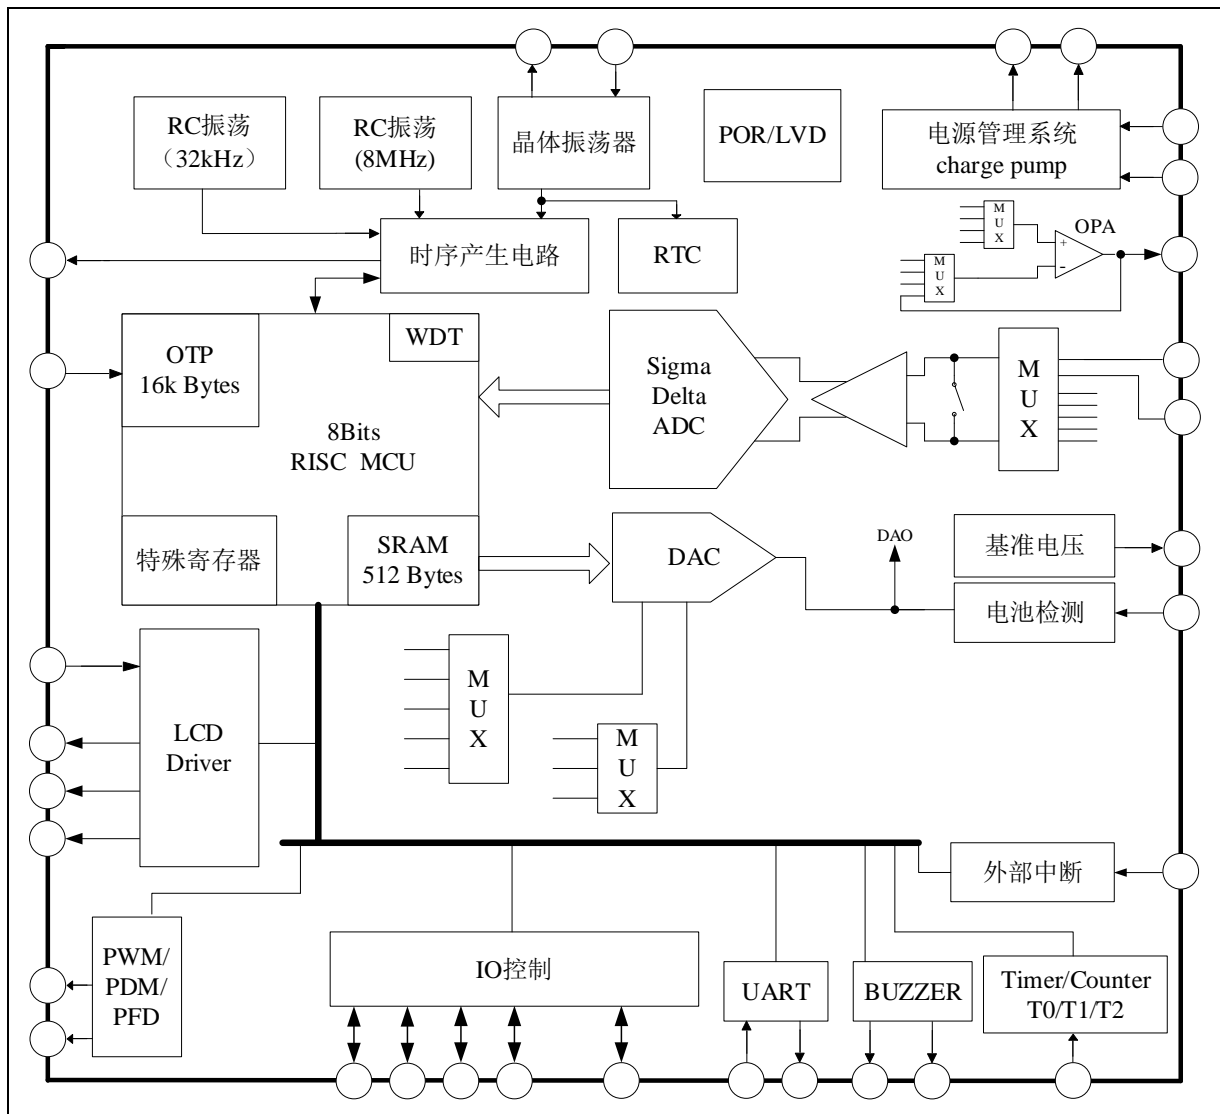 RC振荡
（32kHz）
RC振荡
(8MHz)
晶体振荡器
POR/LVD
电源管理系统
charge pump
时序产生电路
RTC
M
U
X
OPA
+
-
M
U
X
OTP
16k Bytes
WDT
8Bits
RISC MCU
特殊寄存器
SRAM
512 Bytes
Sigma
Delta
ADC
M
U
X
DAC
DAO
基准电压
电池检测
LCD
Driver
M
U
X
M
U
X
外部中断
PWM/
PDM/
PFD
IO控制
UART
BUZZER
Timer/Counter
T0/T1/T2